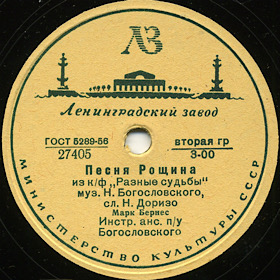 ЛЗ
Ленинградский завод
ГОСТ 5289-56
27405
вторая гр
3-00
Песня Рощина
из к/ф „Разные судьбы"
муз. Н. Богословского,
сл. Н. Доризо
Марк Бернес
Инстр. анс. п/у
Богословского
МИНИСТЕРСТВО КУЛЬТУРЫ СССР